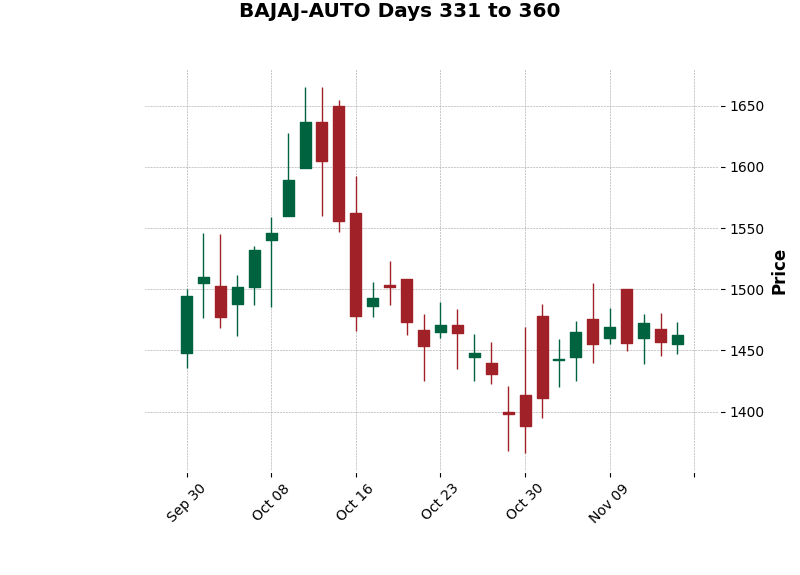 BAJAJ-AUTO Days 331 to 360
1650
1600
1550
1500
1450
1400
Price
Sep 30
Oct 08
Oct 16
Oct 23
Oct 30
Nov 09